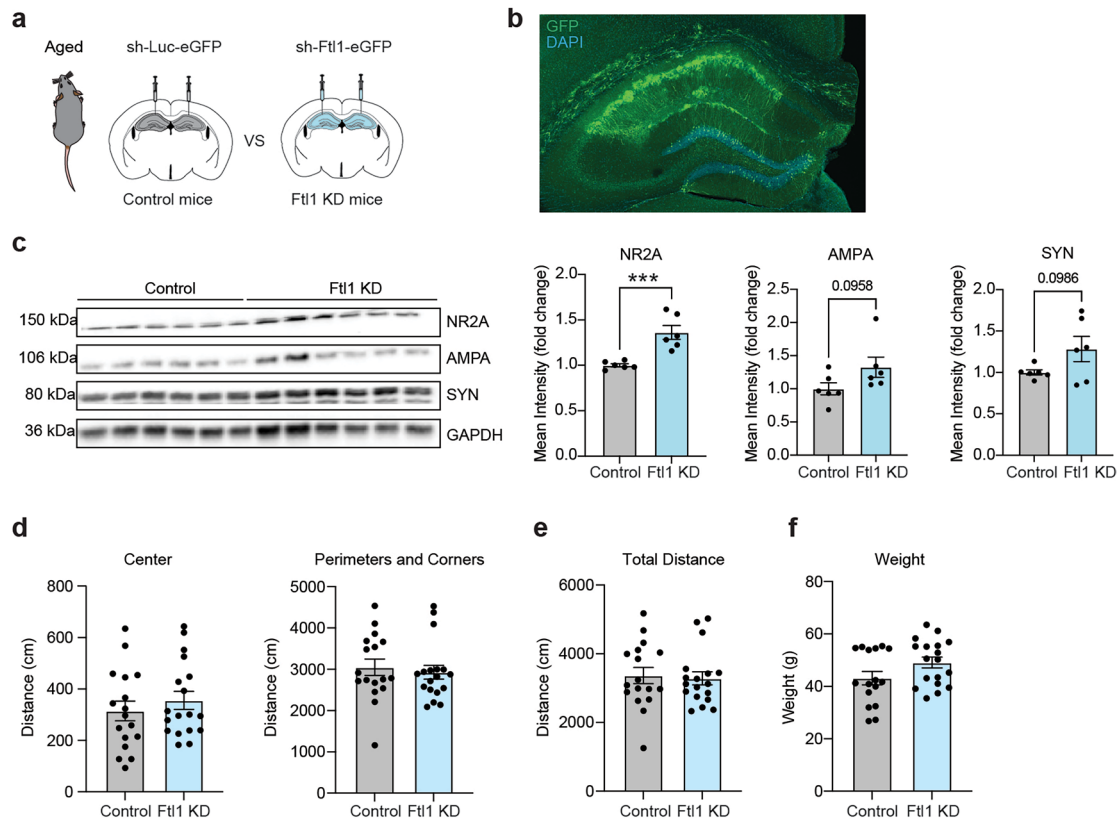 a
Aged
sh-Luc-eGFP
sh-Ftl1-eGFP
VS
Control mice
Ftl1 KD mice
b
GFP
DAPI
c
Control
Ftl1 KD
150 kDa
NR2A
106 kDa
AMPA
80 kDa
SYN
36 kDa
GAPDH
NR2A
Mean Intensity (fold change)
2.0
1.5
1.0
0.5
0.0
***
Control Ftl1 KD
AMPA
Mean Intensity (fold change)
2.5
2.0
1.5
1.0
0.5
0.0
0.0958
Control Ftl1 KD
SYN
Mean Intensity (fold change)
2.0
1.5
1.0
0.5
0.0
0.0986
Control Ftl1 KD
d
Center
Distance (cm)
800
600
400
200
0
Control Ftl1 KD
Perimeters and Corners
Distance (cm)
5000
4000
3000
2000
1000
0
Control Ftl1 KD
e
Total Distance
Distance (cm)
6000
4000
2000
0
Control Ftl1 KD
f
Weight
Weight (g)
80
60
40
20
0
Control Ftl1 KD